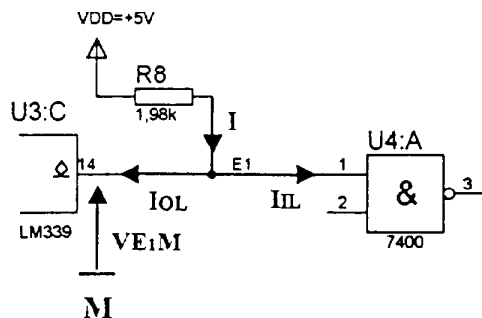 VDD=+5V
R8
1,98k
I
U3:C
14
IOL
E1
IIL
U4:A
1
2
&
3
7400
LM339
VE1M
M